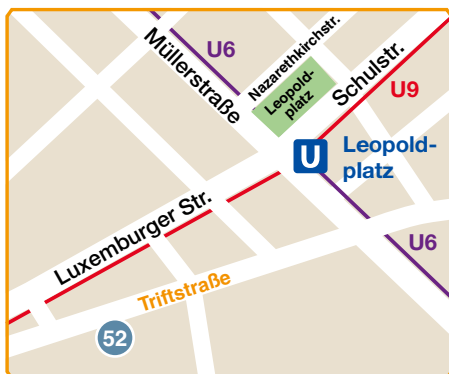 U6
Müllerstraße
Nazarethkirchstr.
Leopold-
platz
Schulstr.
U9
U
Leopold-
platz
Luxemburger Str.
U6
Triftstraße
52